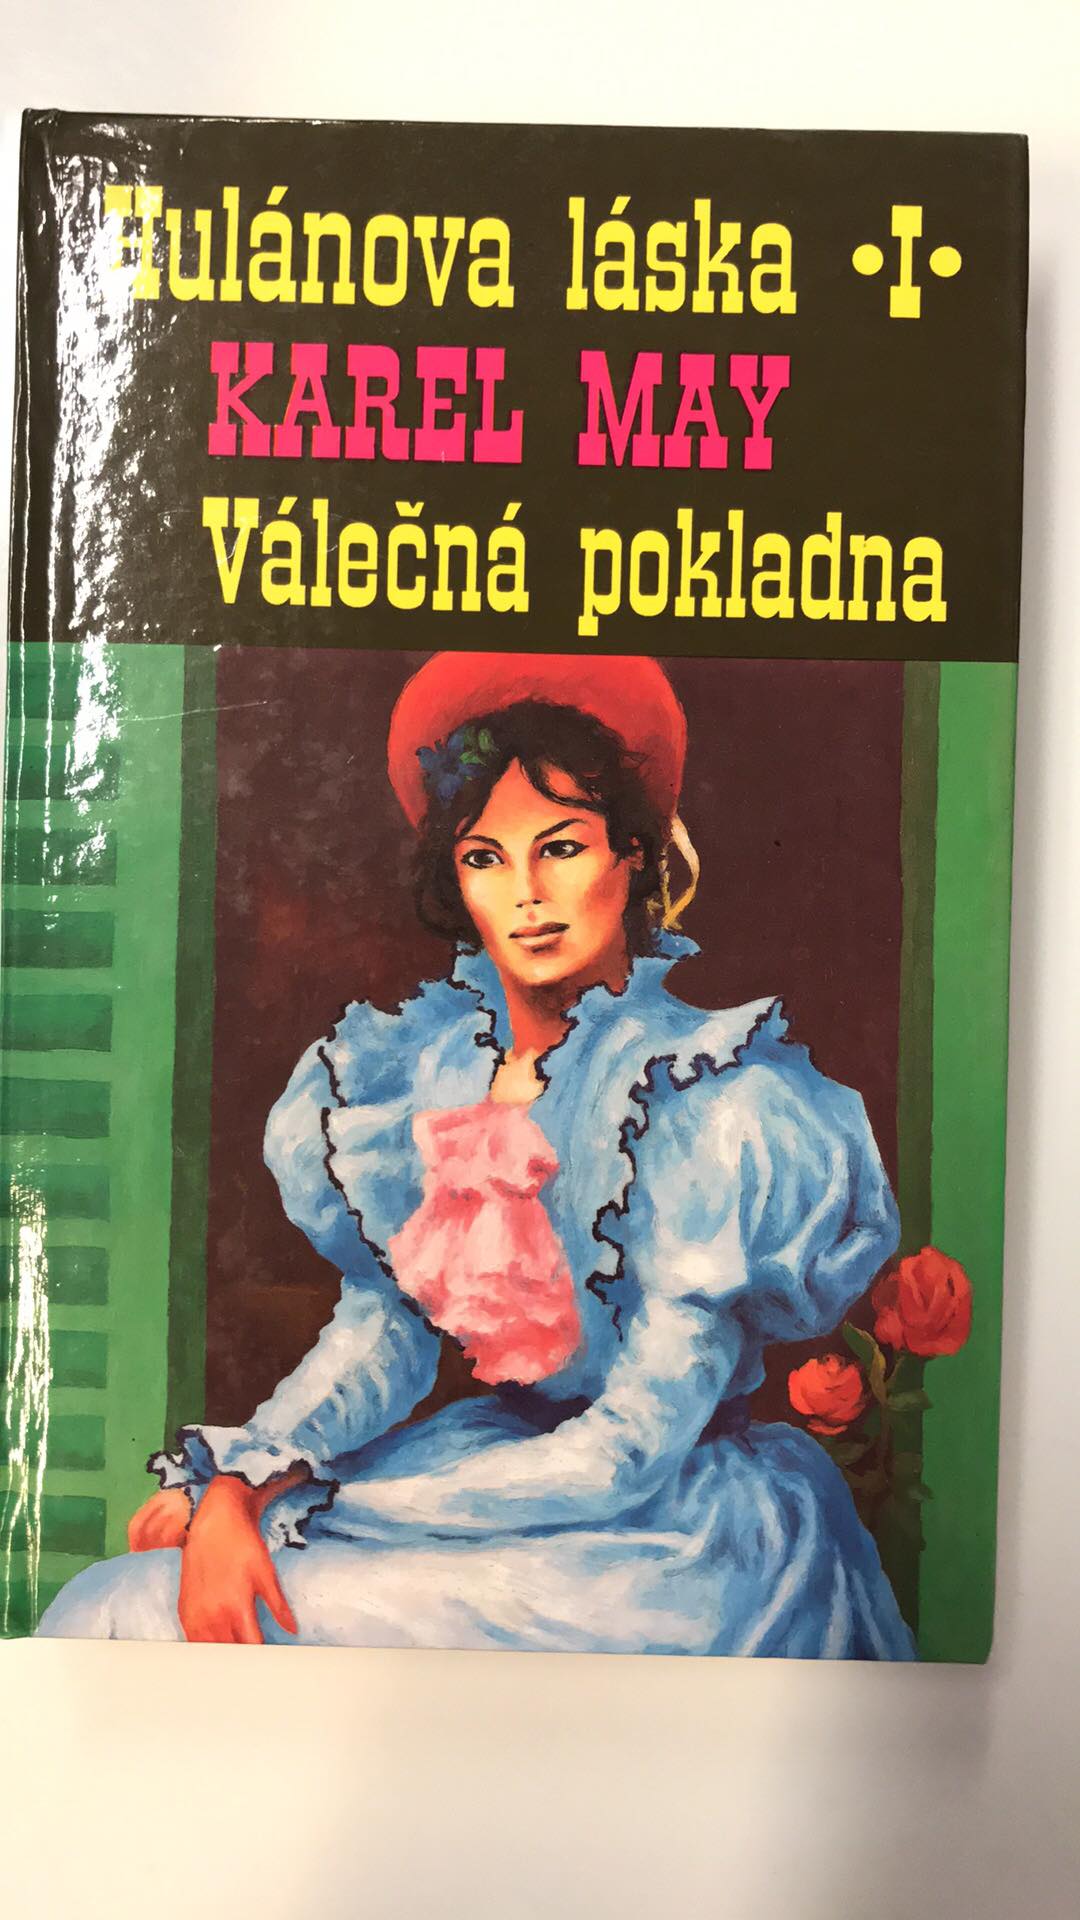 Hulánova láska •I•
KAREL MAY
Válečná pokladna